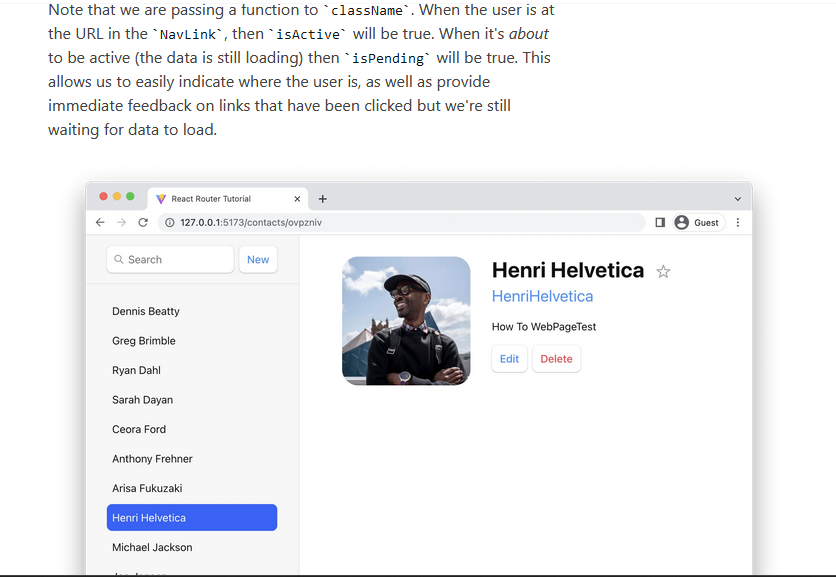 Note that we are passing a function to `className`. When the user is at
the URL in the `NavLink`, then `isActive` will be true. When it's about
to be active (the data is still loading) then `isPending` will be true. This
allows us to easily indicate where the user is, as well as provide
immediate feedback on links that have been clicked but we're still
waiting for data to load.
React Router Tutorial
127.0.0.1:5173/contacts/ovpzniv
Guest
Search
New
Dennis Beatty
Greg Brimble
Ryan Dahl
Sarah Dayan
Ceora Ford
Anthony Frehner
Arisa Fukuzaki
Henri Helvetica
Michael Jackson
Henri Helvetica
HenriHelvetica
How To WebPageTest
Edit
Delete